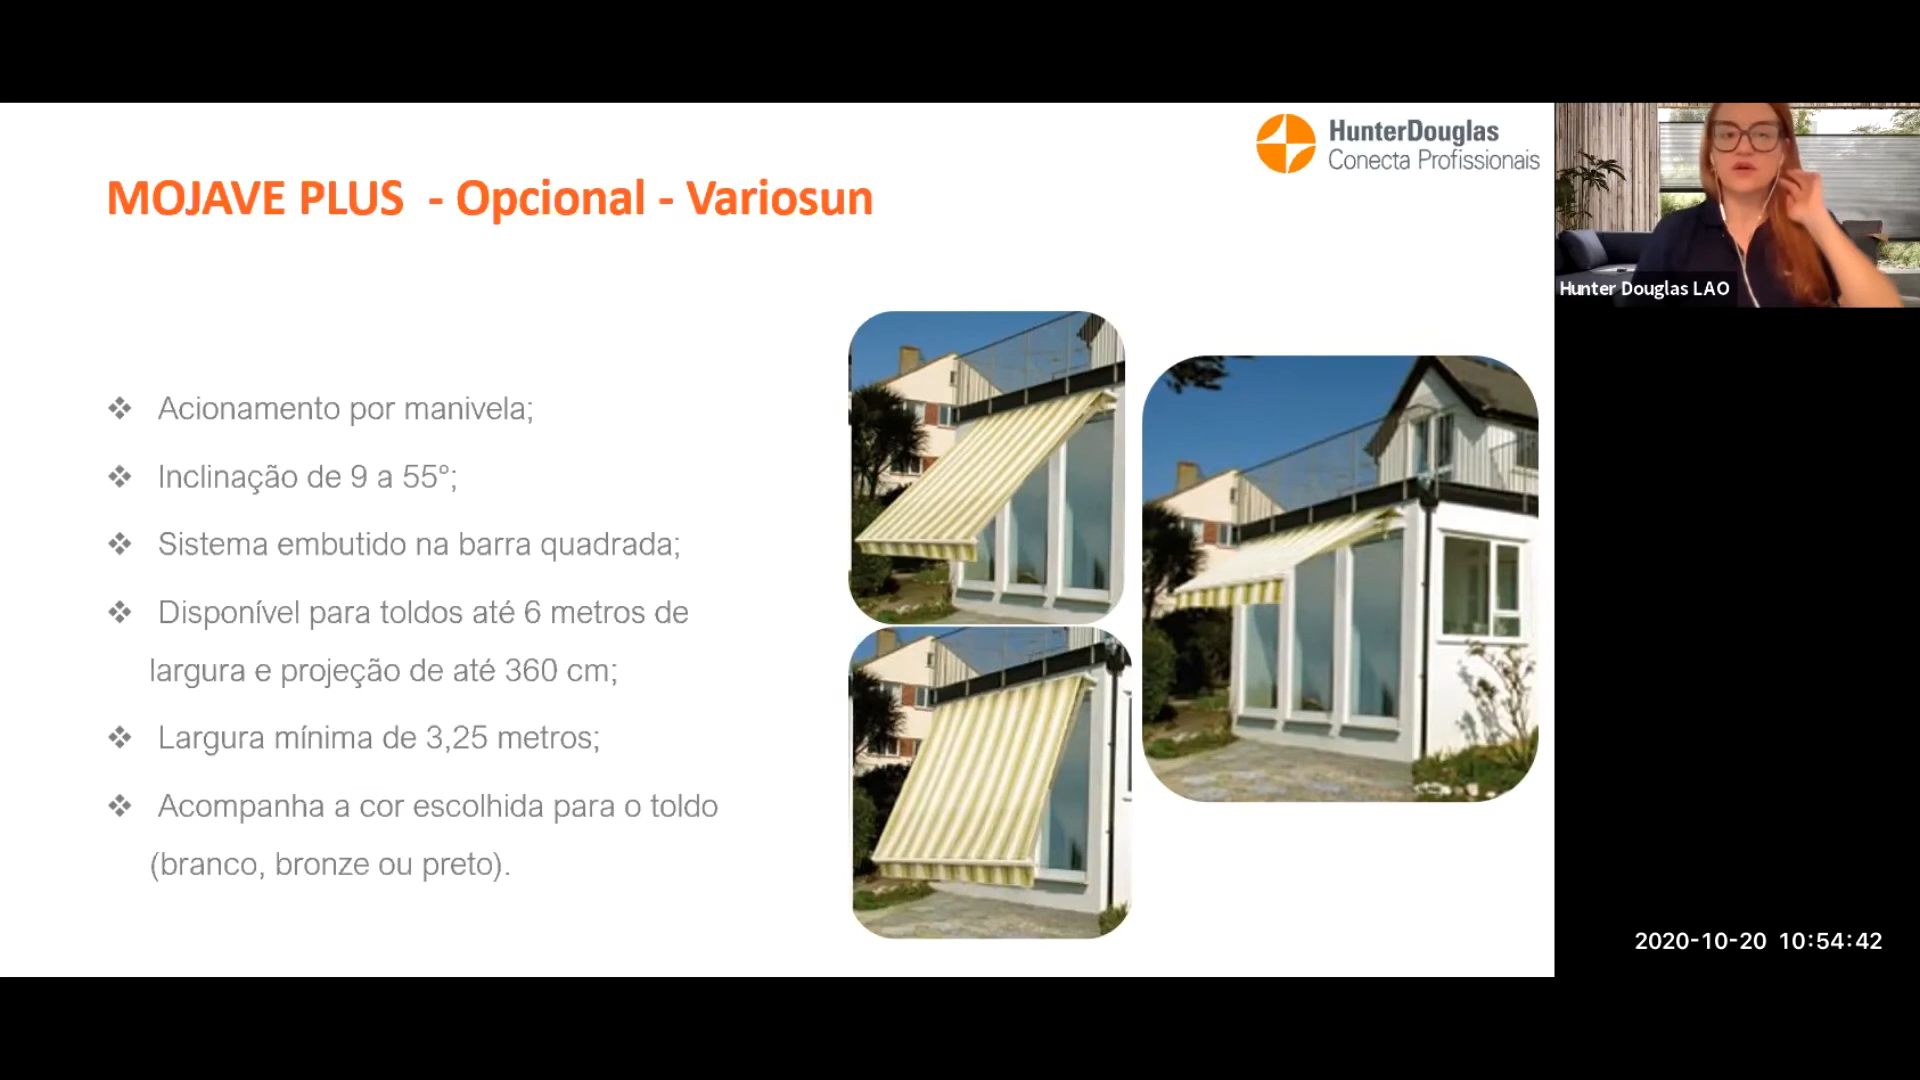 HunterDouglas
Conecta Profissionais
MOJAVE PLUS - Opcional - Variosun
❖ Acionamento por manivela;
❖ Inclinação de 9 a 55º;
❖ Sistema embutido na barra quadrada;
❖ Disponível para toldos até 6 metros de
largura e projeção de até 360 cm;
❖ Largura mínima de 3,25 metros;
❖ Acompanha a cor escolhida para o toldo
(branco, bronze ou preto).
Hunter Douglas LAO
2020-10-20 10:54:42